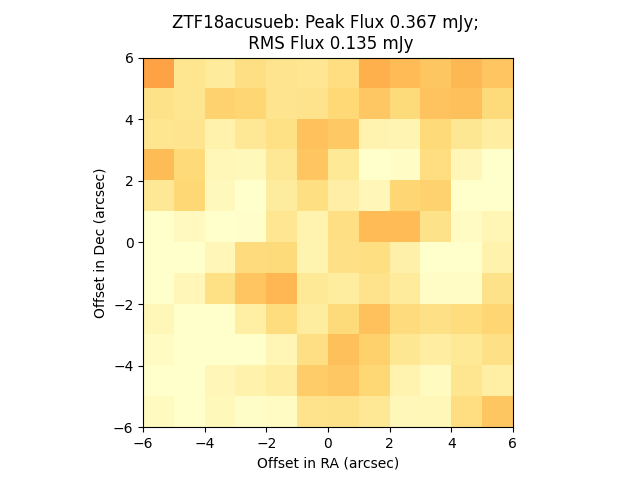 ZTF18acusueb: Peak Flux 0.367 mJy;
RMS Flux 0.135 mJy
6
4
2
0
−2
−4
−6
Offset in Dec (arcsec)
−6 −4 −2 0 2 4 6
Offset in RA (arcsec)